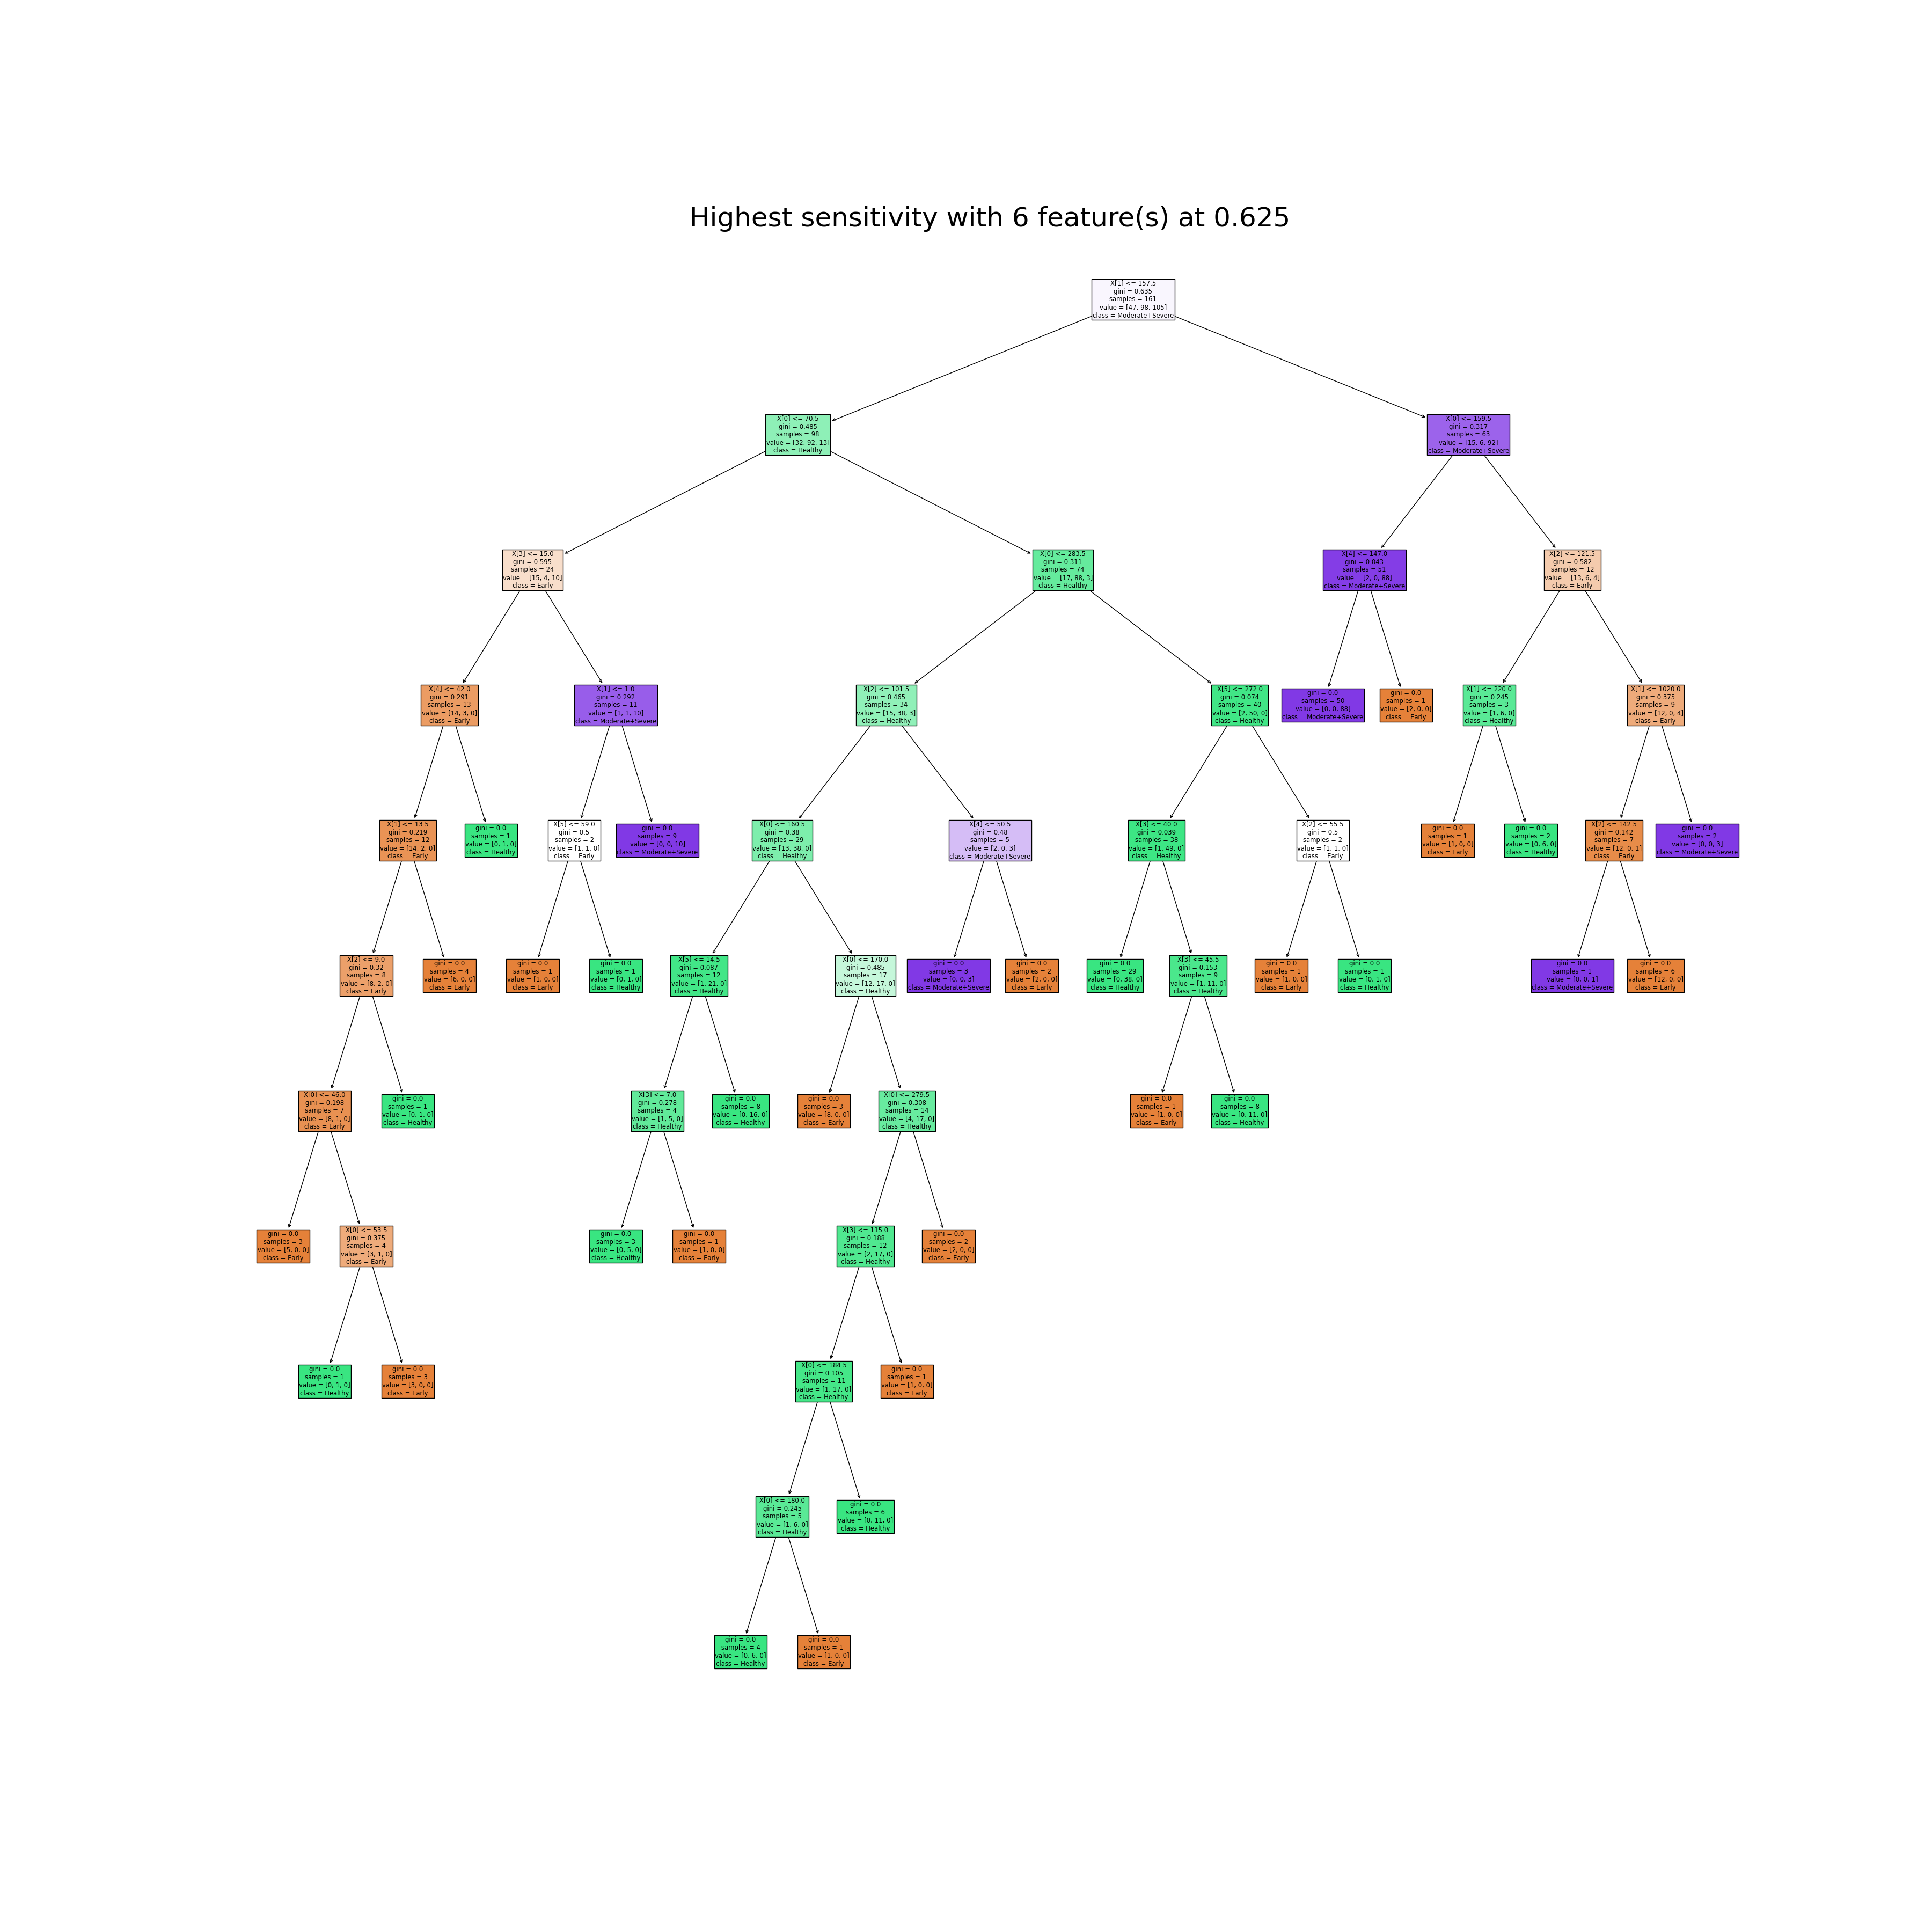 Highest sensitivity with 6 feature(s) at 0.625
X[1] <= 157.5
gini = 0.635
samples = 161
value = [47, 98, 105]
class = Moderate+Severe
X[0] <= 70.5
gini = 0.485
samples = 98
value = [32, 92, 13]
class = Healthy
X[0] <= 159.5
gini = 0.317
samples = 63
value = [15, 6, 92]
class = Moderate+Severe
X[3] <= 15.0
gini = 0.595
samples = 24
value = [15, 4, 10]
class = Early
X[0] <= 283.5
gini = 0.311
samples = 74
value = [17, 88, 3]
class = Healthy
X[4] <= 147.0
gini = 0.043
samples = 51
value = [2, 0, 88]
class = Moderate+Severe
X[2] <= 121.5
gini = 0.582
samples = 12
value = [13, 6, 4]
class = Early
X[4] <= 42.0
gini = 0.291
samples = 13
value = [14, 3, 0]
class = Early
X[1] <= 1.0
gini = 0.292
samples = 11
value = [1, 1, 10]
class = Moderate+Severe
X[2] <= 101.5
gini = 0.465
samples = 34
value = [15, 38, 3]
class = Healthy
X[5] <= 272.0
gini = 0.074
samples = 40
value = [2, 50, 0]
class = Healthy
gini = 0.0
samples = 50
value = [0, 0, 88]
class = Moderate+Severe
gini = 0.0
samples = 1
value = [2, 0, 0]
class = Early
X[1] <= 220.0
gini = 0.245
samples = 3
value = [1, 6, 0]
class = Healthy
X[1] <= 1020.0
gini = 0.375
samples = 9
value = [12, 0, 4]
class = Early
X[1] <= 13.5
gini = 0.219
samples = 12
value = [14, 2, 0]
class = Early
gini = 0.0
samples = 1
value = [0, 1, 0]
class = Healthy
X[5] <= 59.0
gini = 0.5
samples = 2
value = [1, 1, 0]
class = Early
gini = 0.0
samples = 9
value = [0, 0, 10]
class = Moderate+Severe
X[0] <= 160.5
gini = 0.38
samples = 29
value = [13, 38, 0]
class = Healthy
X[4] <= 50.5
gini = 0.48
samples = 5
value = [2, 0, 3]
class = Moderate+Severe
X[3] <= 40.0
gini = 0.039
samples = 38
value = [1, 49, 0]
class = Healthy
X[2] <= 55.5
gini = 0.5
samples = 2
value = [1, 1, 0]
class = Early
gini = 0.0
samples = 1
value = [1, 0, 0]
class = Early
gini = 0.0
samples = 2
value = [0, 6, 0]
class = Healthy
X[2] <= 142.5
gini = 0.142
samples = 7
value = [12, 0, 1]
class = Early
gini = 0.0
samples = 2
value = [0, 0, 3]
class = Moderate+Severe
X[2] <= 9.0
gini = 0.32
samples = 8
value = [8, 2, 0]
class = Early
gini = 0.0
samples = 4
value = [6, 0, 0]
class = Early
gini = 0.0
samples = 1
value = [1, 0, 0]
class = Early
gini = 0.0
samples = 1
value = [0, 1, 0]
class = Healthy
X[5] <= 14.5
gini = 0.087
samples = 12
value = [1, 21, 0]
class = Healthy
X[0] <= 170.0
gini = 0.485
samples = 17
value = [12, 17, 0]
class = Healthy
gini = 0.0
samples = 3
value = [0, 0, 3]
class = Moderate+Severe
gini = 0.0
samples = 2
value = [2, 0, 0]
class = Early
gini = 0.0
samples = 29
value = [0, 38, 0]
class = Healthy
X[3] <= 45.5
gini = 0.153
samples = 9
value = [1, 11, 0]
class = Healthy
gini = 0.0
samples = 1
value = [1, 0, 0]
class = Early
gini = 0.0
samples = 1
value = [0, 1, 0]
class = Healthy
gini = 0.0
samples = 1
value = [0, 0, 1]
class = Moderate+Severe
gini = 0.0
samples = 6
value = [12, 0, 0]
class = Early
X[0] <= 46.0
gini = 0.198
samples = 7
value = [8, 1, 0]
class = Early
gini = 0.0
samples = 1
value = [0, 1, 0]
class = Healthy
X[3] <= 7.0
gini = 0.278
samples = 4
value = [1, 5, 0]
class = Healthy
gini = 0.0
samples = 8
value = [0, 16, 0]
class = Healthy
gini = 0.0
samples = 3
value = [8, 0, 0]
class = Early
X[0] <= 279.5
gini = 0.308
samples = 14
value = [4, 17, 0]
class = Healthy
gini = 0.0
samples = 1
value = [1, 0, 0]
class = Early
gini = 0.0
samples = 8
value = [0, 11, 0]
class = Healthy
gini = 0.0
samples = 3
value = [5, 0, 0]
class = Early
X[0] <= 53.5
gini = 0.375
samples = 4
value = [3, 1, 0]
class = Early
gini = 0.0
samples = 3
value = [0, 5, 0]
class = Healthy
gini = 0.0
samples = 1
value = [1, 0, 0]
class = Early
X[3] <= 115.0
gini = 0.188
samples = 12
value = [2, 17, 0]
class = Healthy
gini = 0.0
samples = 2
value = [2, 0, 0]
class = Early
gini = 0.0
samples = 1
value = [0, 1, 0]
class = Healthy
gini = 0.0
samples = 3
value = [3, 0, 0]
class = Early
X[0] <= 184.5
gini = 0.105
samples = 11
value = [1, 17, 0]
class = Healthy
gini = 0.0
samples = 1
value = [1, 0, 0]
class = Early
X[0] <= 180.0
gini = 0.245
samples = 5
value = [1, 6, 0]
class = Healthy
gini = 0.0
samples = 6
value = [0, 11, 0]
class = Healthy
gini = 0.0
samples = 4
value = [0, 6, 0]
class = Healthy
gini = 0.0
samples = 1
value = [1, 0, 0]
class = Early